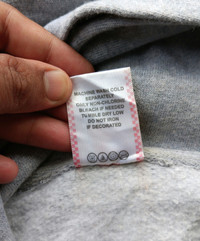 MACHINE WASH COLD
SEPARATELY
ONLY NON-CHLORINE
BLEACH IF NEEDED
TUMBLE DRY LOW
DO NOT IRON
IF DECORATED